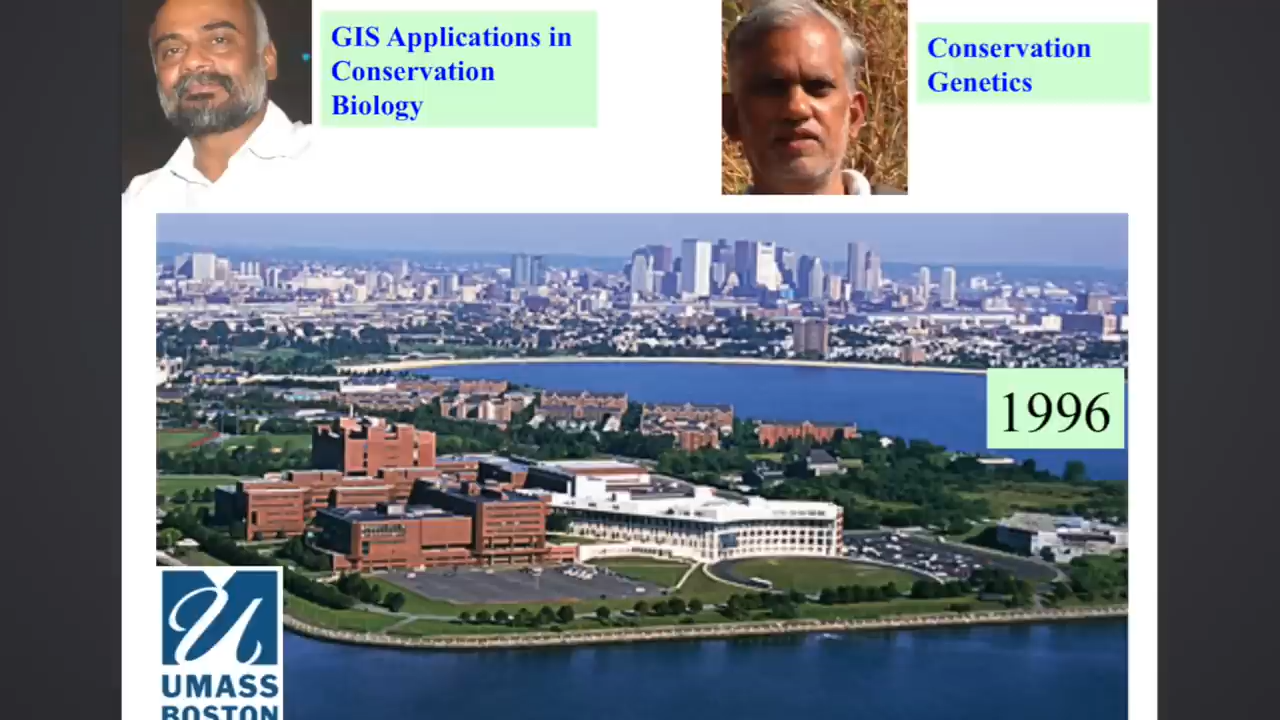 GIS Applications in
Conservation
Biology
Conservation
Genetics
1996
UMASS
BOSTON